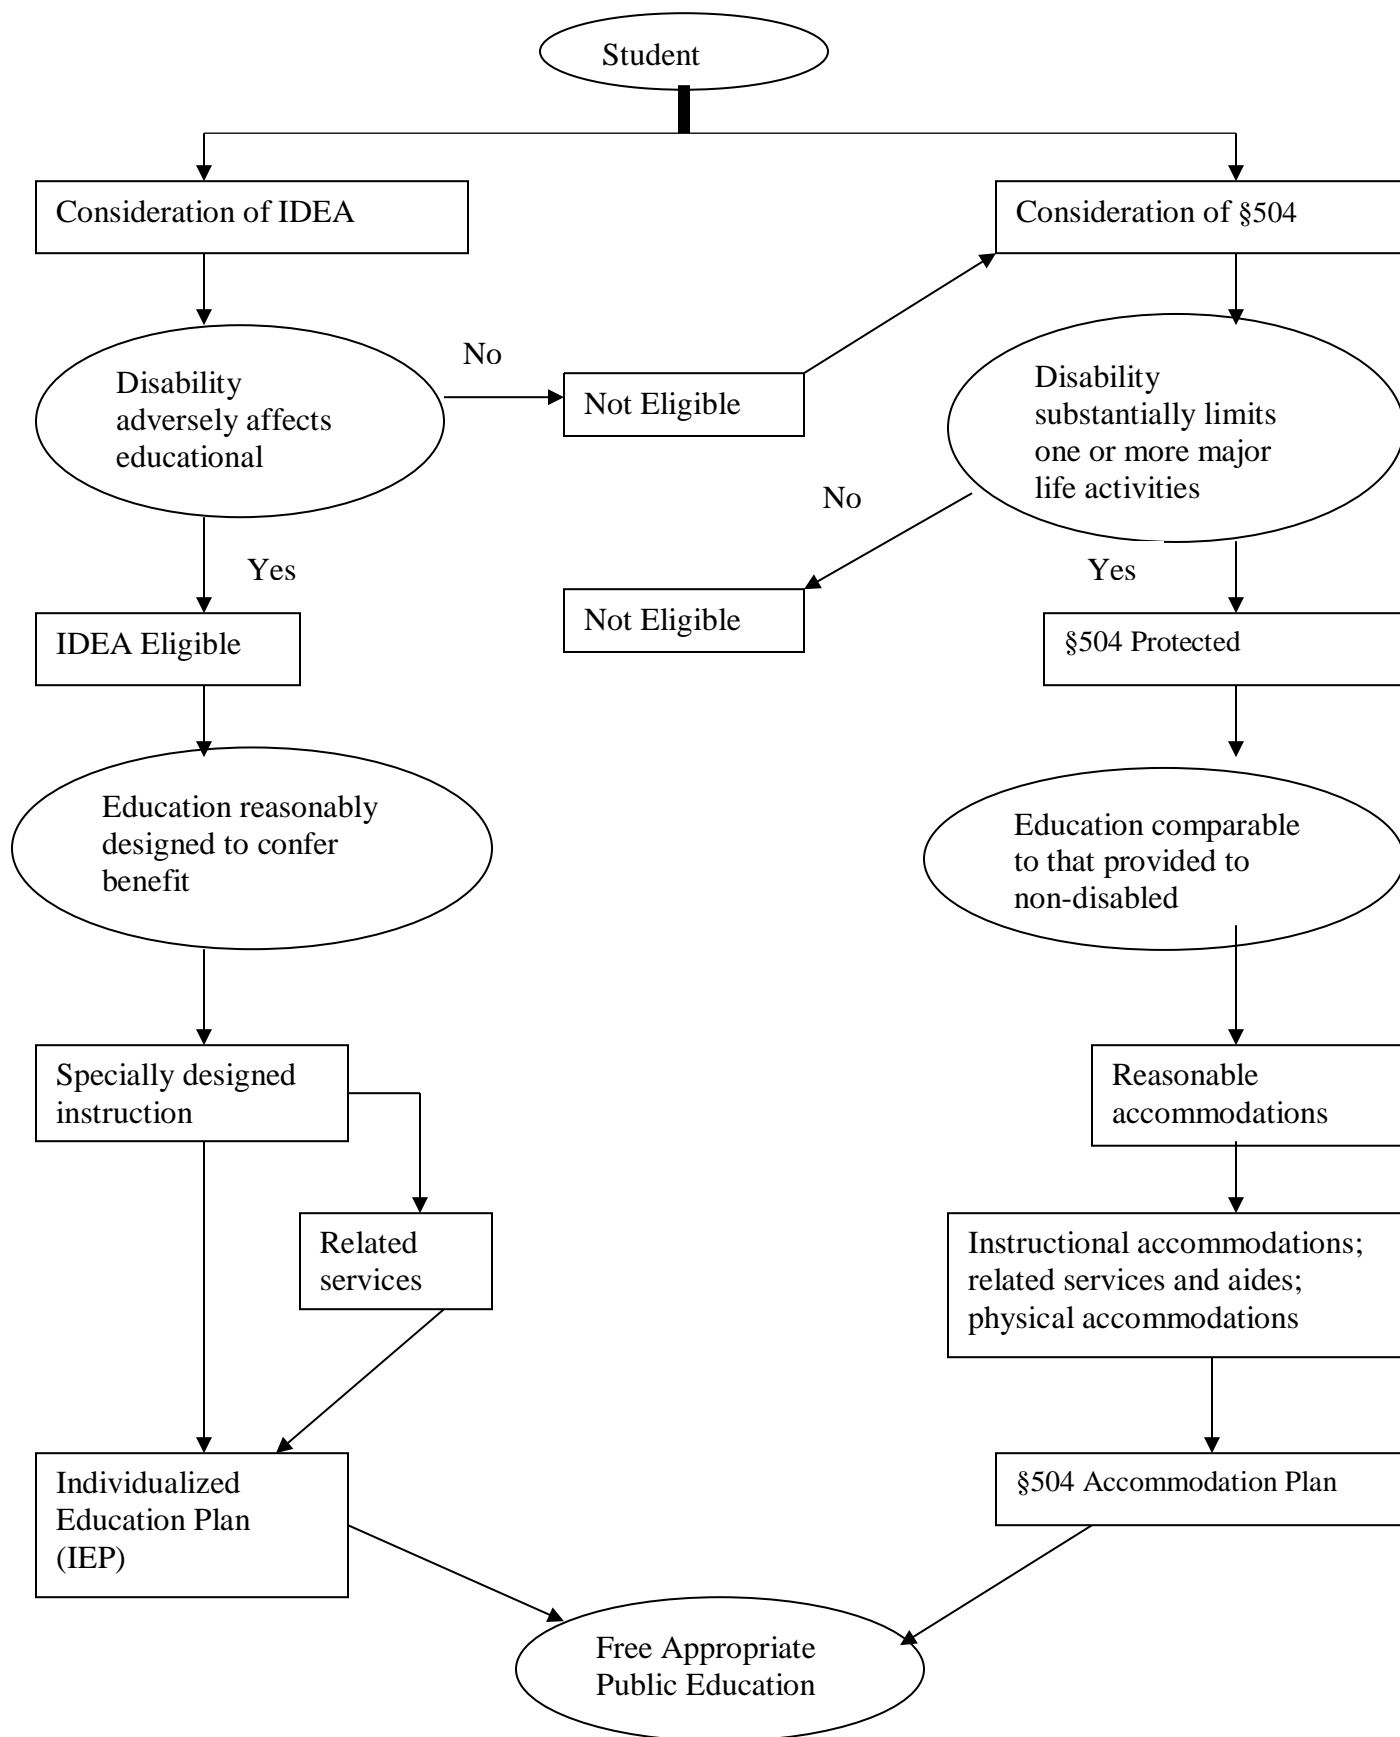 Student
Consideration of IDEA
Consideration of §504
No
Disability
adversely affects
educational
Not Eligible
Disability
substantially limits
one or more major
life activities
No
Yes
Yes
Not Eligible
IDEA Eligible
§504 Protected
Education reasonably
designed to confer
benefit
Education comparable
to that provided to
non-disabled
Specially designed
instruction
Reasonable
accommodations
Related
services
Instructional accommodations;
related services and aides;
physical accommodations
Individualized
Education Plan
(IEP)
§504 Accommodation Plan
Free Appropriate
Public Education